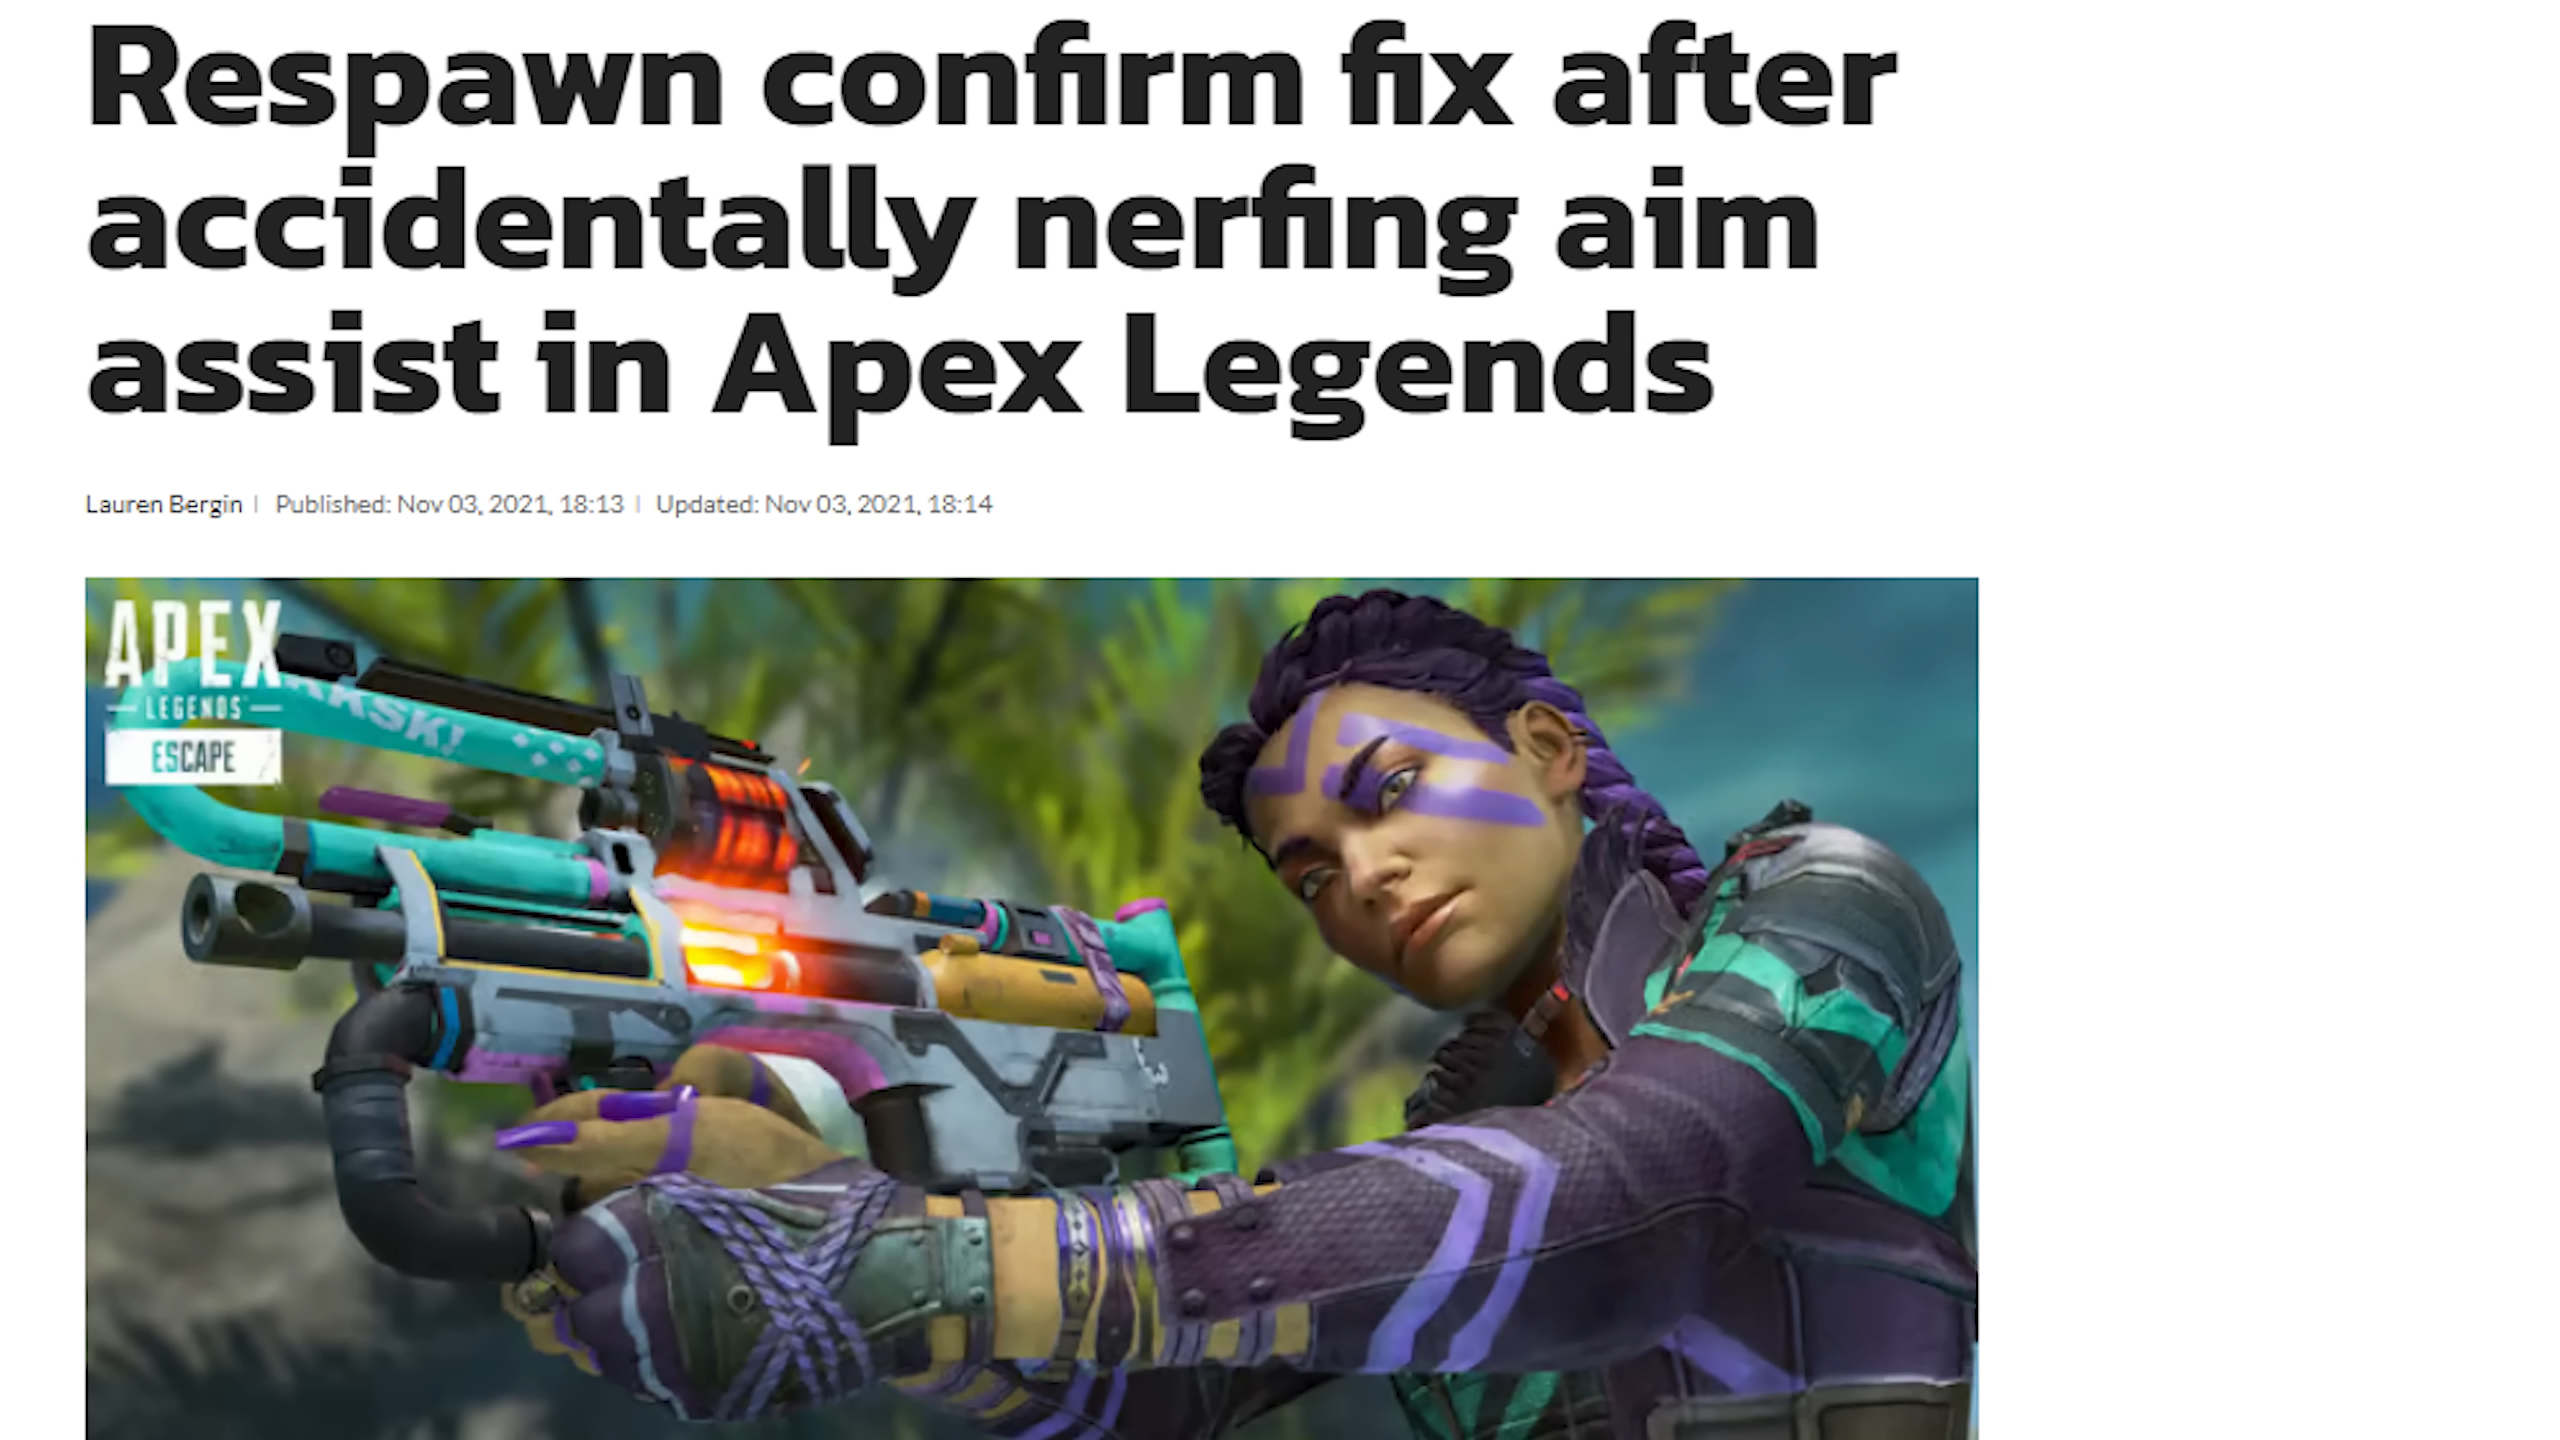 Respawn confirm fix after
accidentally nerfing aim
assist in Apex Legends
Lauren Bergin | Published: Nov 03, 2021, 18:13 | Updated: Nov 03, 2021, 18:14
APEX
LEGENDS
ESCAPE